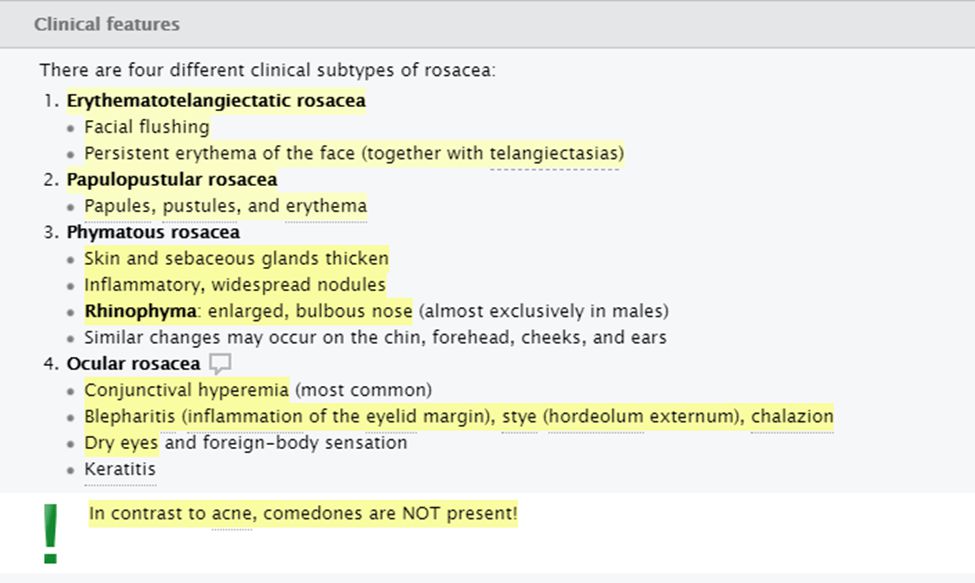 Clinical features
There are four different clinical subtypes of rosacea:
1. Erythematotelangiectatic rosacea
• Facial flushing
• Persistent erythema of the face (together with telangiectasias)
2. Papulopustular rosacea
• Papules, pustules, and erythema
3. Phymatous rosacea
• Skin and sebaceous glands thicken
• Inflammatory, widespread nodules
• Rhinophyma: enlarged, bulbous nose (almost exclusively in males)
• Similar changes may occur on the chin, forehead, cheeks, and ears
4. Ocular rosacea
• Conjunctival hyperemia (most common)
• Blepharitis (inflammation of the eyelid margin), stye (hordeolum externum), chalazion
• Dry eyes and foreign-body sensation
• Keratitis
! In contrast to acne, comedones are NOT present!